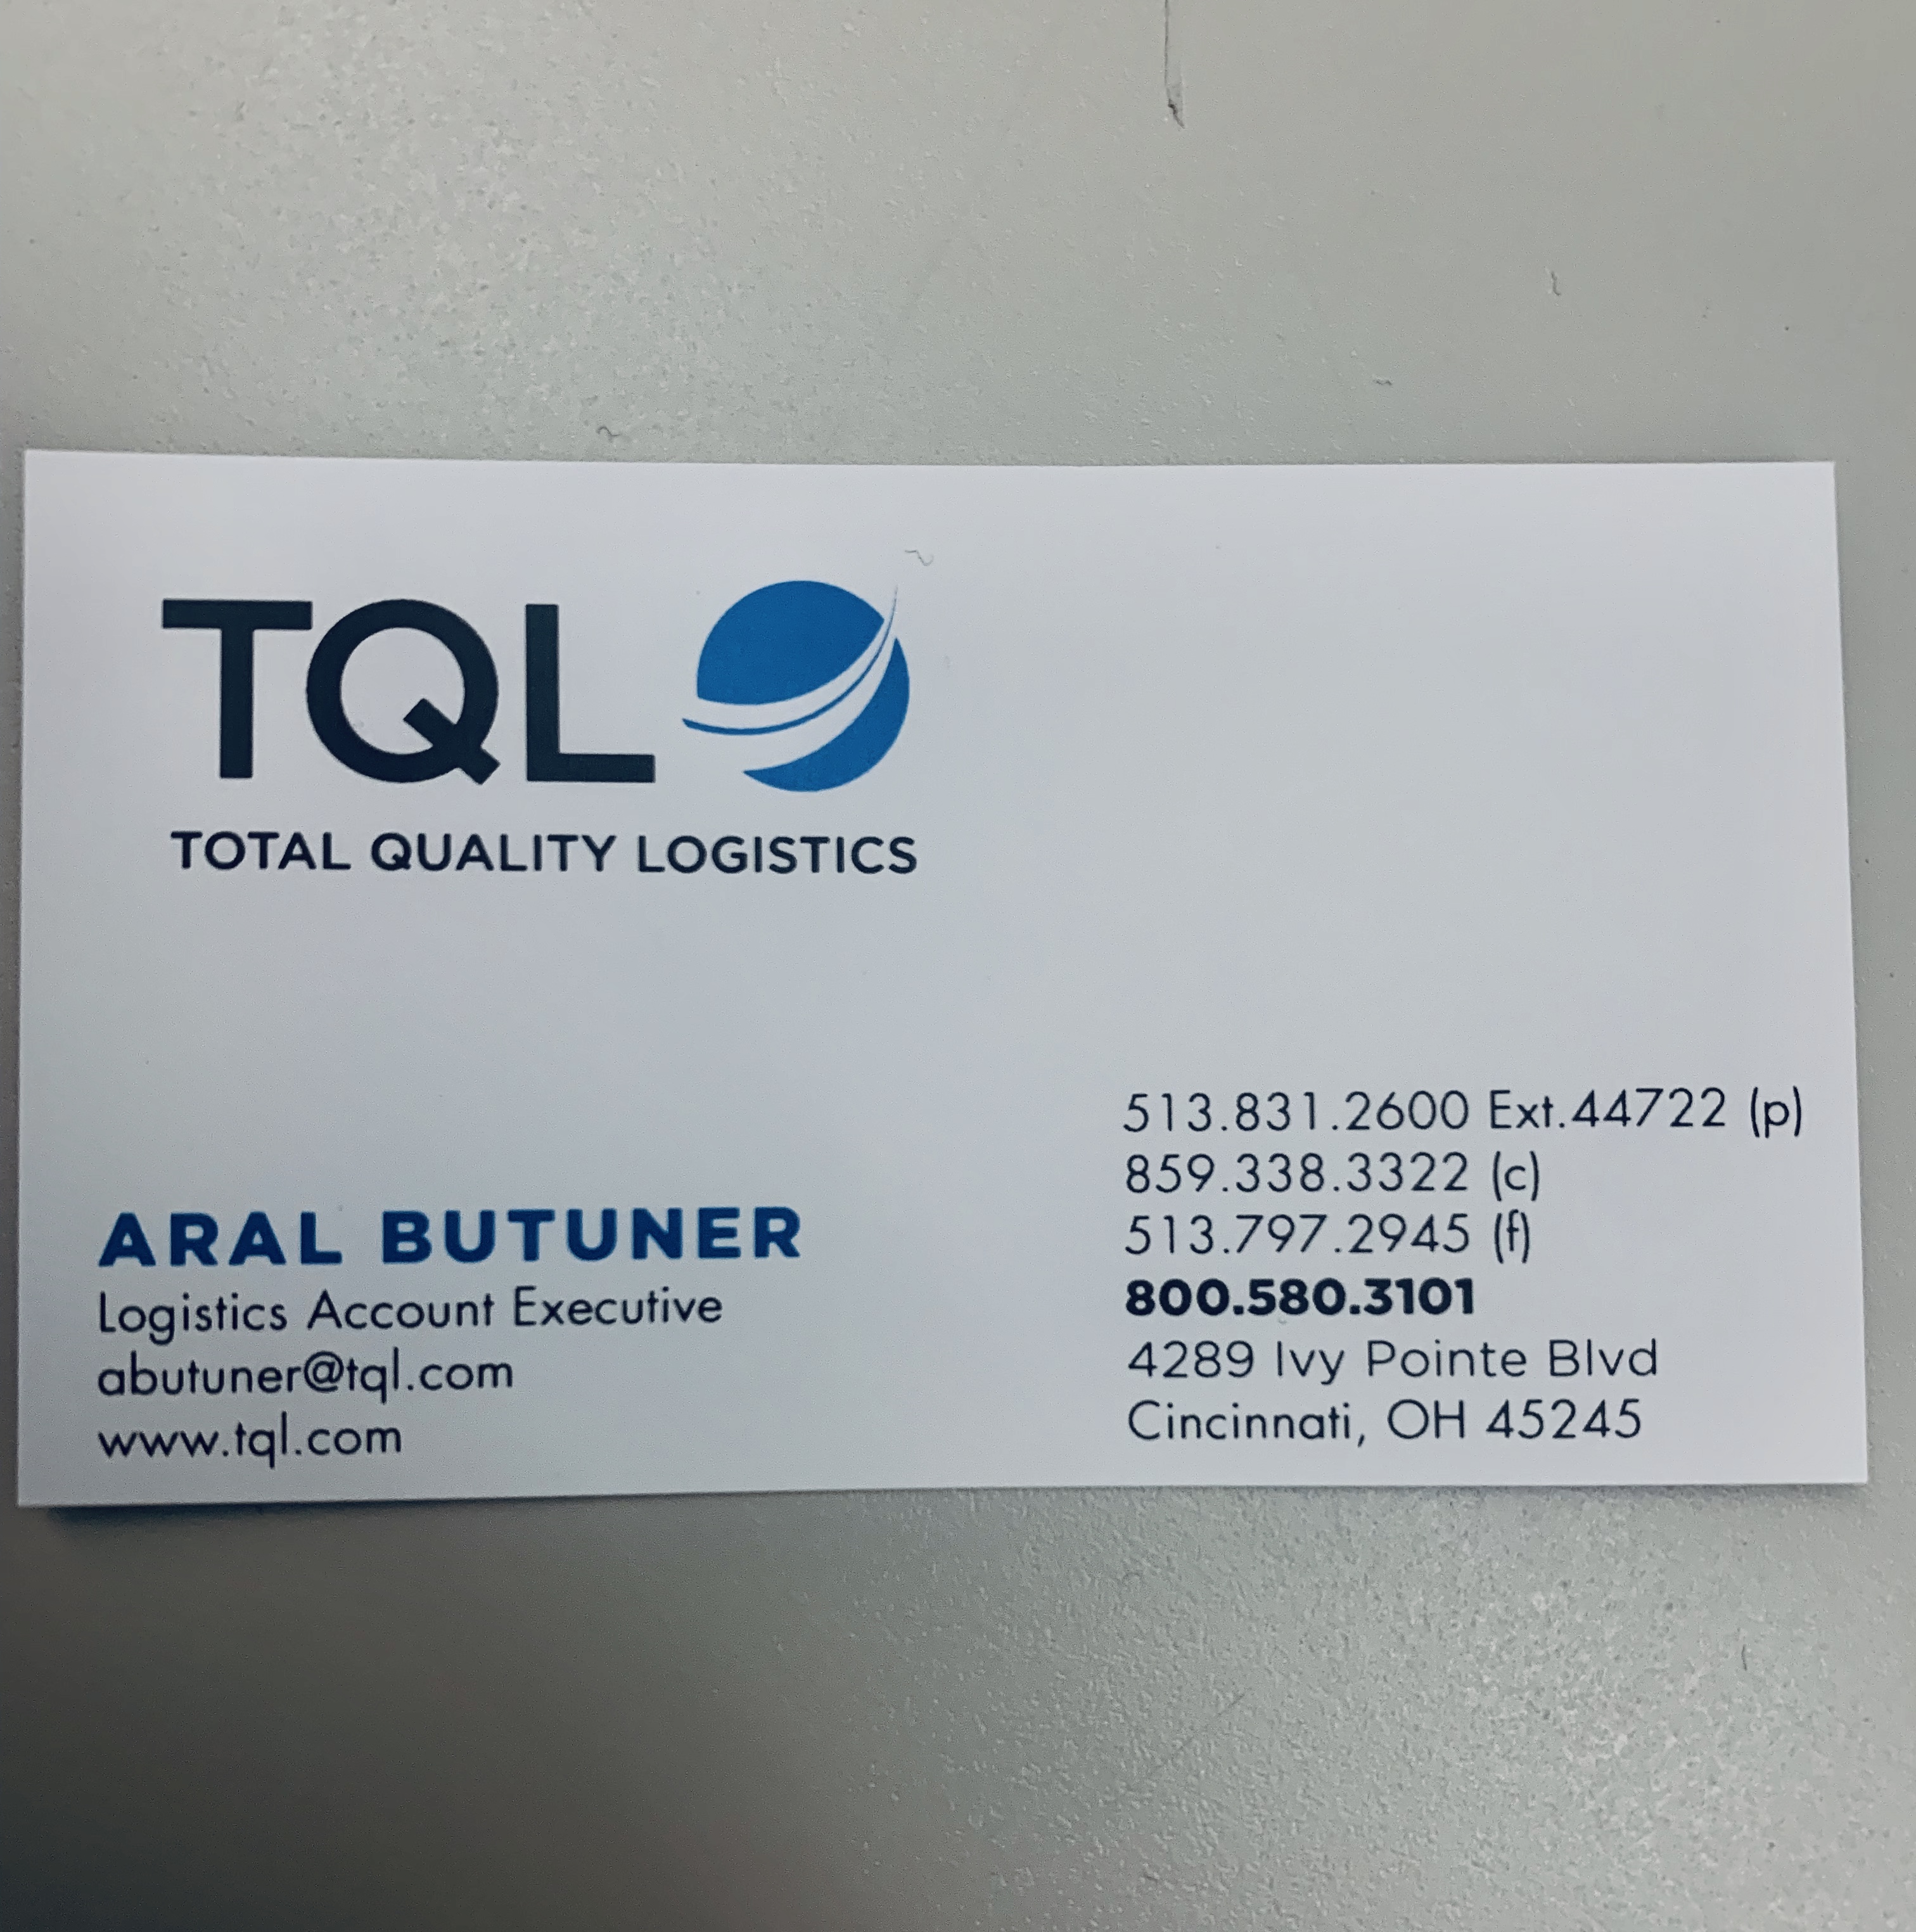 TQL
TOTAL QUALITY LOGISTICS
ARAL BUTUNER
Logistics Account Executive
abutuner@tql.com
www.tql.com
513.831.2600 Ext.44722 (p)
859.338.3322 (c)
513.797.2945 (f)
800.580.3101
4289 Ivy Pointe Blvd
Cincinnati, OH 45245